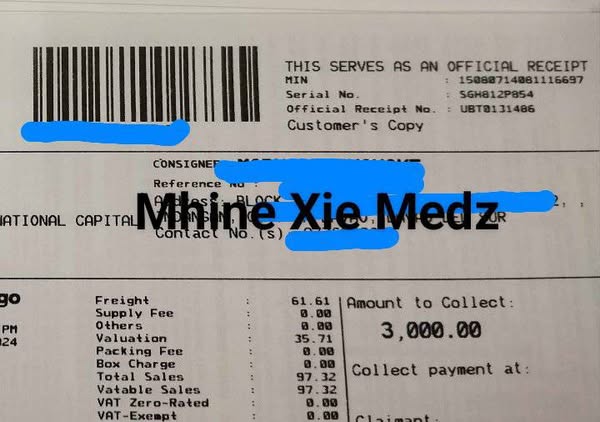 THIS SERVES AS AN OFFICIAL RECEIPT
MIN : 15080714081116697
Serial No. : SGH812P854
Official Receipt No. : UBT0131486
Customer's Copy
CONSIGNEE
Reference No :
Address: BLOCK
NATIONAL CAPITAL
SUR
Contact No.(s)
Mhine Xie Medz
go
PM
024
Freight : 61.61
Supply Fee : 0.00
Others : 0.00
Valuation : 35.71
Packing Fee : 0.00
Box Charge : 0.00
Total Sales : 97.32
Vatable Sales : 97.32
VAT Zero-Rated : 0.00
VAT-Exempt : 0.00
Amount to Collect:
3,000.00
Collect payment at:
Claimant: